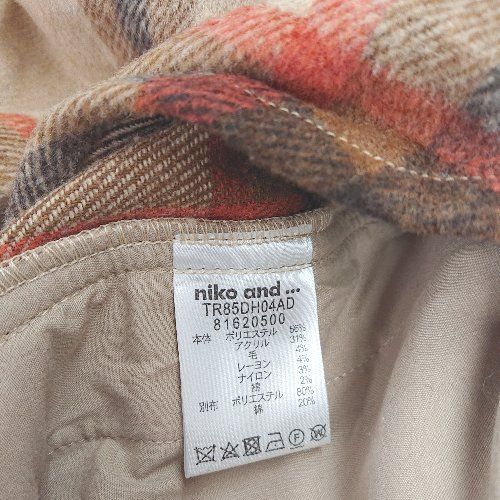 niko and ...
TR85DH04AD
81620500
本体 ポリエステル 56%
アクリル 31%
毛 4%
レーヨン 4%
ナイロン 3%
綿 2%
別布 ポリエステル 80%
綿 20%